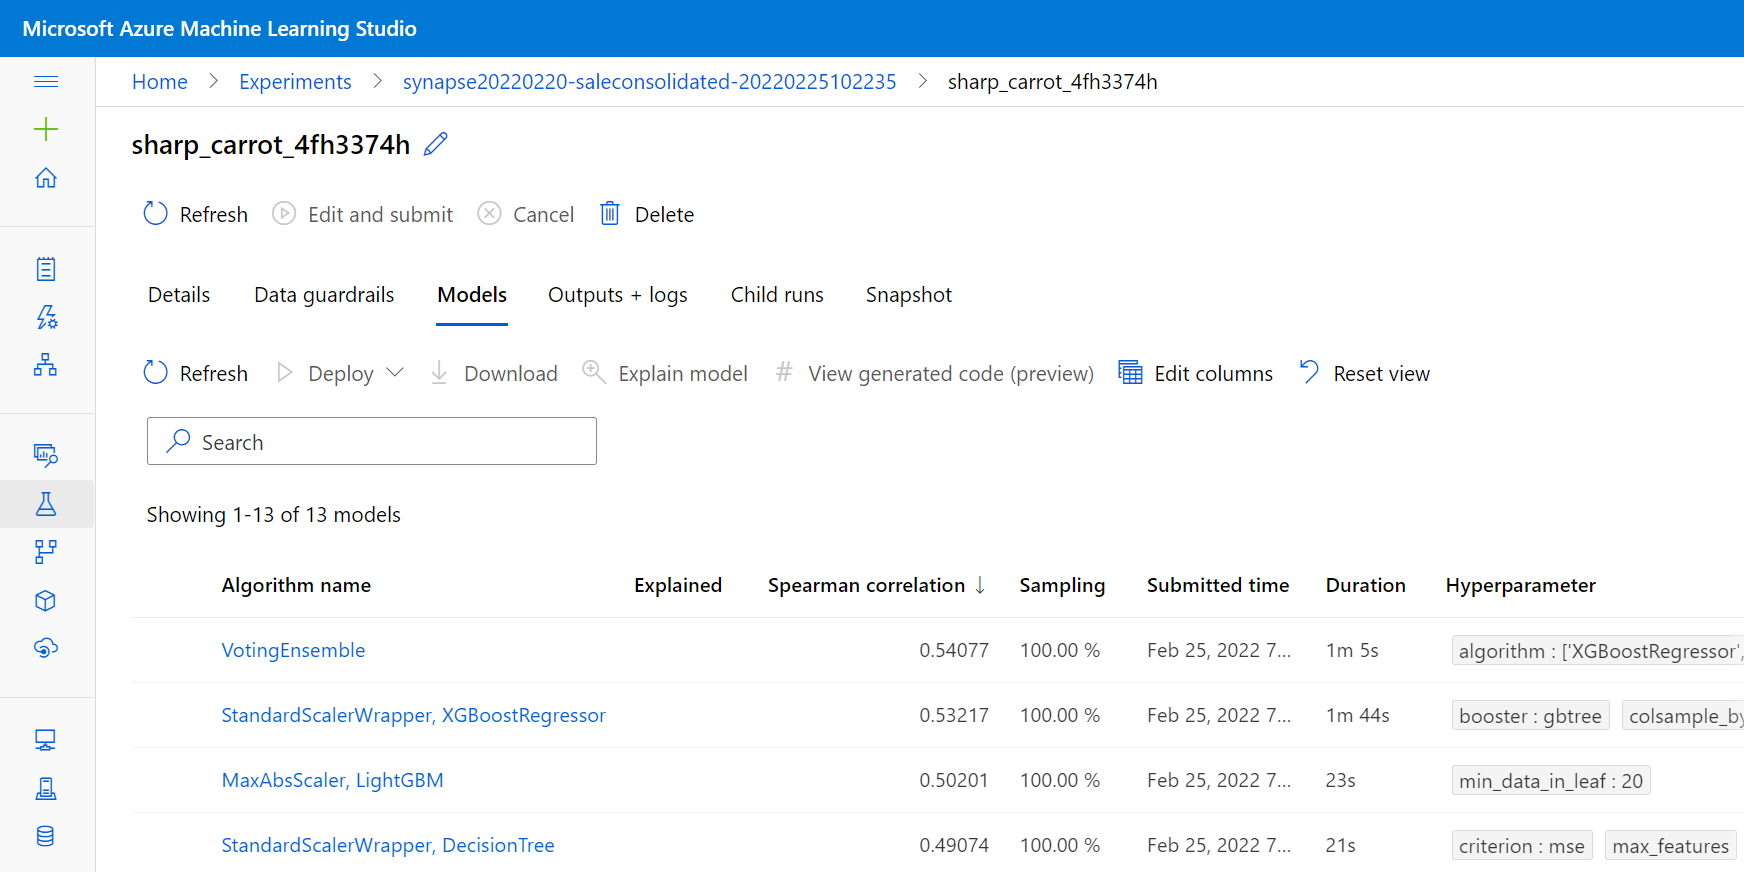 Microsoft Azure Machine Learning Studio
Home > Experiments > synapse20220220-saleconsolidated-20220225102235 > sharp_carrot_4fh3374h
sharp_carrot_4fh3374h
Refresh Edit and submit Cancel Delete
Details Data guardrails Models Outputs + logs Child runs Snapshot
Refresh Deploy Download Explain model # View generated code (preview) Edit columns Reset view
Search
Showing 1-13 of 13 models
Algorithm name Explained Spearman correlation ↓ Sampling Submitted time Duration Hyperparameter
VotingEnsemble 0.54077 100.00 % Feb 25, 2022 7... 1m 5s algorithm : ['XGBoostRegressor',
StandardScalerWrapper, XGBoostRegressor 0.53217 100.00 % Feb 25, 2022 7... 1m 44s booster : gbtree colsample_by
MaxAbsScaler, LightGBM 0.50201 100.00 % Feb 25, 2022 7... 23s min_data_in_leaf : 20
StandardScalerWrapper, DecisionTree 0.49074 100.00 % Feb 25, 2022 7... 21s criterion : mse max_features